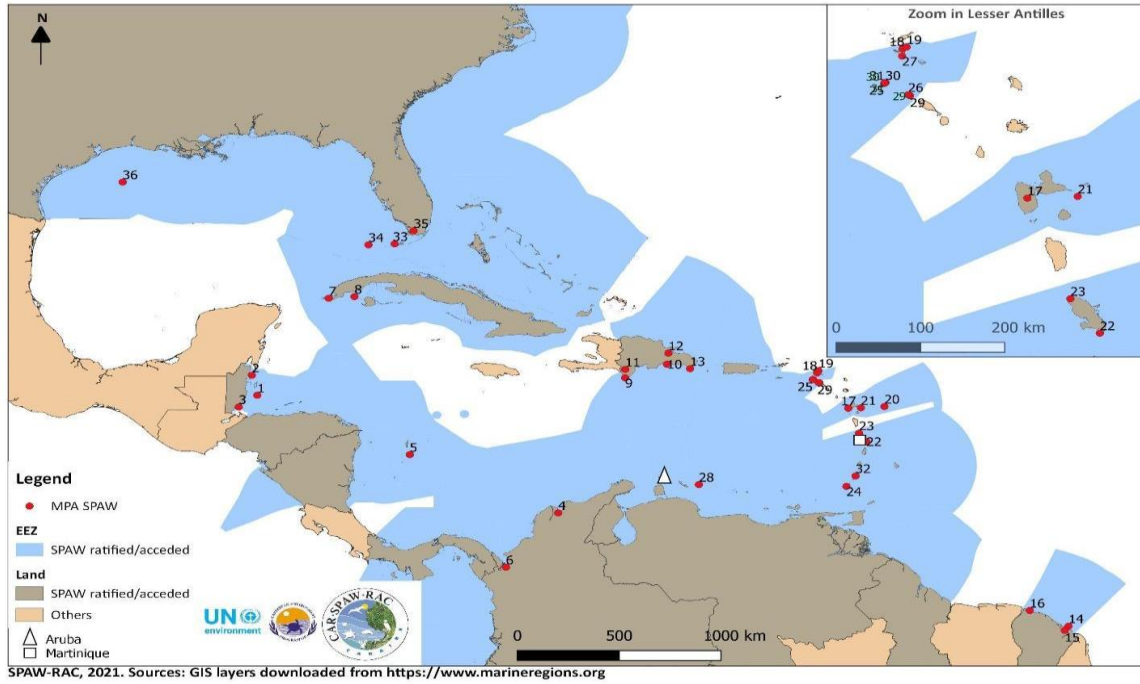 N
Zoom in Lesser Antilles
18 19
27
30 31 30
25
26
29 29
17
21
23
22
0 100 200 km
36
35
34 33
7 8
12
11
10 13
9
2
1
3
18 19
25 29
17 21 20
23
22
5
28
32
24
4
6
16
14
15
Legend
MPA SPAW
EEZ
SPAW ratified/acceded
Land
SPAW ratified/acceded
Others
Aruba
Martinique
UN
environment
CAR-SPAW-RAC
0 500 1000 km
SPAW-RAC, 2021. Sources: GIS layers downloaded from https://www.marineregions.org